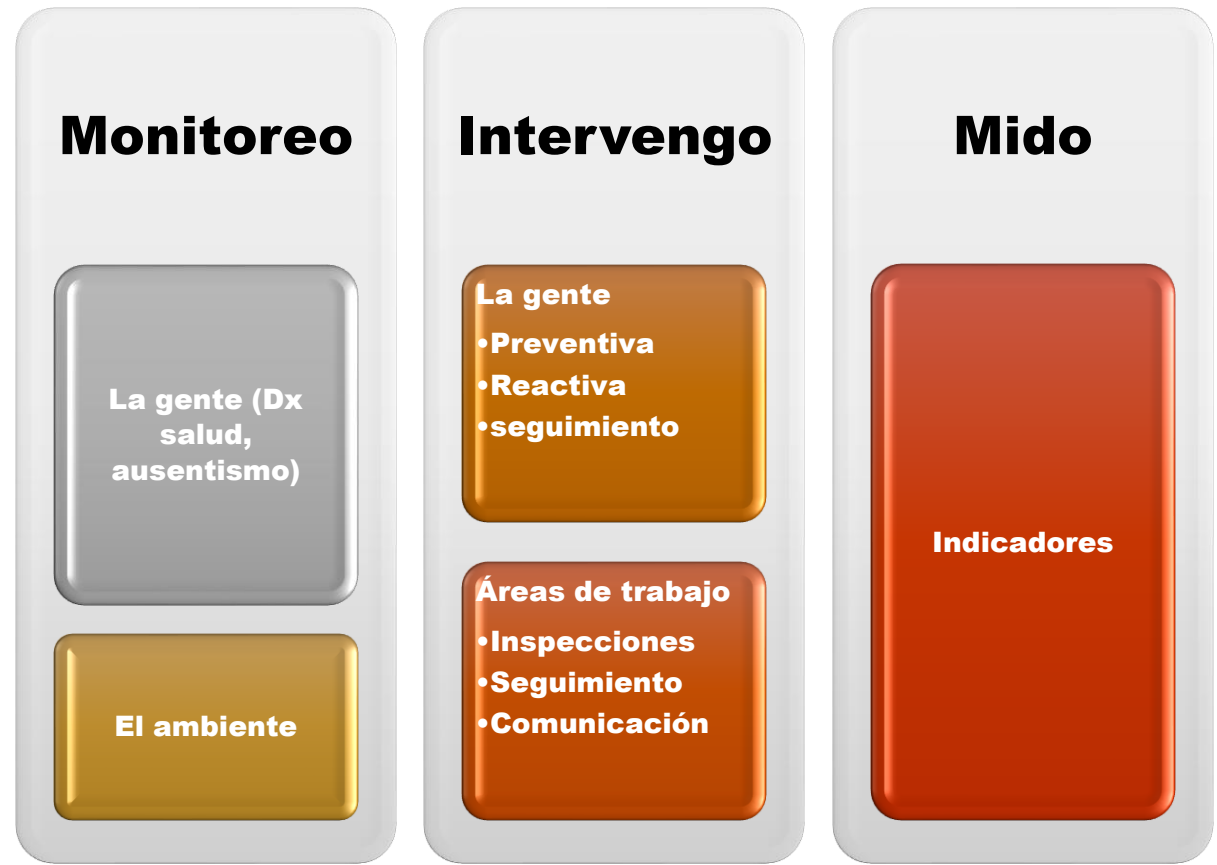 Monitoreo
La gente (Dx
salud,
ausentismo)
El ambiente
Intervengo
La gente
•Preventiva
•Reactiva
•seguimiento
Áreas de trabajo
•Inspecciones
•Seguimiento
•Comunicación
Mido
Indicadores